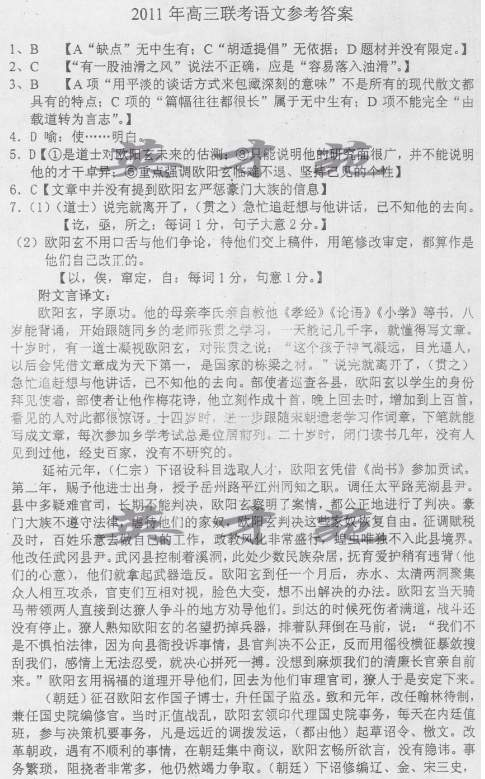 2011 年高三联考语文参考答案
1、B 【A“缺点”无中生有；C“胡适提倡”无依据；D 题材并没有限定。】
2、C 【“有一股油滑之风”说法不正确，应是“容易落入油滑”。】
3、B 【A 项“用平淡的谈话方式来包藏深刻的意味”不是所有的现代散文都
具有的特点；C 项的“篇幅往往都很长”属于无中生有；D 项不能完全“由
载道转为言志”。】
4．D 喻：使……明白
5．D【①是道士对欧阳玄未来的估测；③只能说明他的研究面很广，并不能说明
他的才干卓异；⑥重点强调欧阳玄临难不退、坚持己见的个性】
6．C【文章中并没有提到欧阳玄严惩豪门大族的信息】
7．（1）（道士）说完就离开了，（贯之）急忙追赶想与他讲话，已不知他的去向。
【讫，亟，所之：每词 1 分，句子大意 2 分。】
（2）欧阳玄不用口舌与他们争论，待他们交上稿件，用笔修改审定，都算作是
他们自己改正的。
【以，俟，窜定，自：每词 1 分，句意 1 分。】
附文言译文：
欧阳玄，字原功。他的母亲李氏亲自教他《孝经》《论语》《小学》等书，八
岁能背诵，开始跟随同乡的老师张贯之学习，一天能记几千字，就懂得写文章。
十岁时，有一道士凝视欧阳玄，对张贯之说：“这个孩子神气凝远，目光逼人，
以后会凭借文章成为天下第一，是国家的栋梁之材。”说完就离开了，（贯之）
急忙追赶想与他讲话，已不知他的去向。部使者巡查各县，欧阳玄以学生的身份
拜见使者，部使者让他作梅花诗，他立刻作成十首，晚上回去时，增加到上百首，
看见的人对此都很惊讶。十四岁时，进一步跟随宋朝遗老学习作词章，下笔就能
写成文章，每次参加乡学考试总是位居前列。二十岁时，闭门读书几年，没有人
见到过他，经史百家，没有不研究的。
延祐元年，（仁宗）下诏设科目选取人才，欧阳玄凭借《尚书》参加贡试。
第二年，赐予他进士出身，授予岳州路平江州同知之职。调任太平路芜湖县尹。
县中多疑难官司，长期不能判决，欧阳玄察明了案情，都公正地进行了判决。豪
门大族不遵守法律，虐待他们的家奴，欧阳玄判决这些家奴恢复自由。征调赋税
及时，百姓乐意去做自己的工作，政教风化非常盛行，蝗虫唯独不入此县境界。
他改任武冈县尹。武冈县控制着溪洞，此处少数民族杂居，抚育爱护稍有违背（他
们的心意），他们就拿起武器造反。欧阳玄到任一个月后，赤水、太清两洞聚集
众人相互攻杀，官吏们互相对视，脸色大变，想不出解决的办法。欧阳玄当天骑
马带领两人直接到达獠人争斗的地方劝导他们。到达的时候死伤者满道，战斗还
没有停止。獠人熟知欧阳玄的名望扔掉兵器，排着队拜倒在马前，说：“我们不
是不惧怕法律，因为向县衙投诉事情，县官判决不公正，反而用徭役横征暴敛搜
刮我们，感情上无法忍受，就决心拼死一搏。没想到麻烦我们的清廉长官亲自前
来。”欧阳玄用祸福的道理开导他们，回去为他们审理官司，獠人于是安定下来。
（朝廷）征召欧阳玄作国子博士，升任国子监丞。致和元年，改任翰林待制，
兼任国史院编修官。当时正值战乱，欧阳玄领印代理国史院事务，每天在内廷值
班，参与决策机要事务，凡是远近的调拨发运，（都由他）起草诏令、檄文。改
革朝政，遇有不顺利的事情，在朝廷集中商议，欧阳玄畅所欲言，没有隐讳。事
务繁琐，阻挠者非常多，他仍然竭力争取。（朝廷）下诏修编辽、金、宋三史，